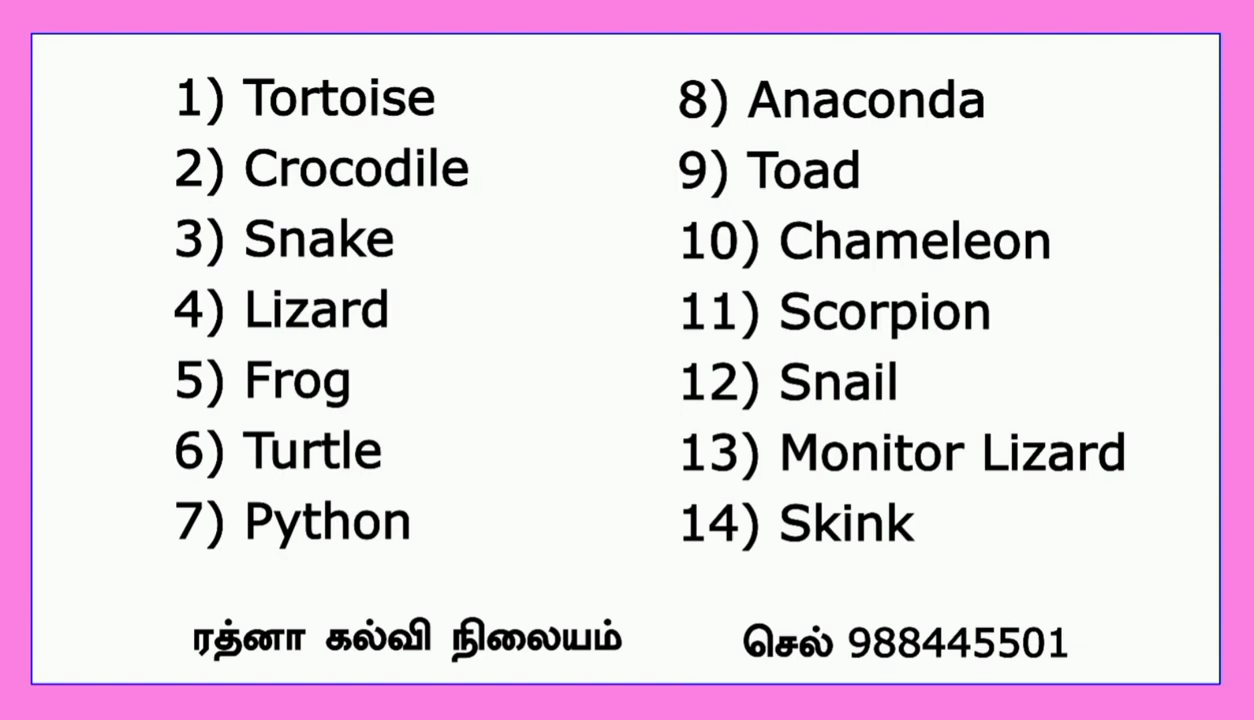 1) Tortoise
2) Crocodile
3) Snake
4) Lizard
5) Frog
6) Turtle
7) Python
8) Anaconda
9) Toad
10) Chameleon
11) Scorpion
12) Snail
13) Monitor Lizard
14) Skink
ரத்னா கல்வி நிலையம்
செல் 988445501